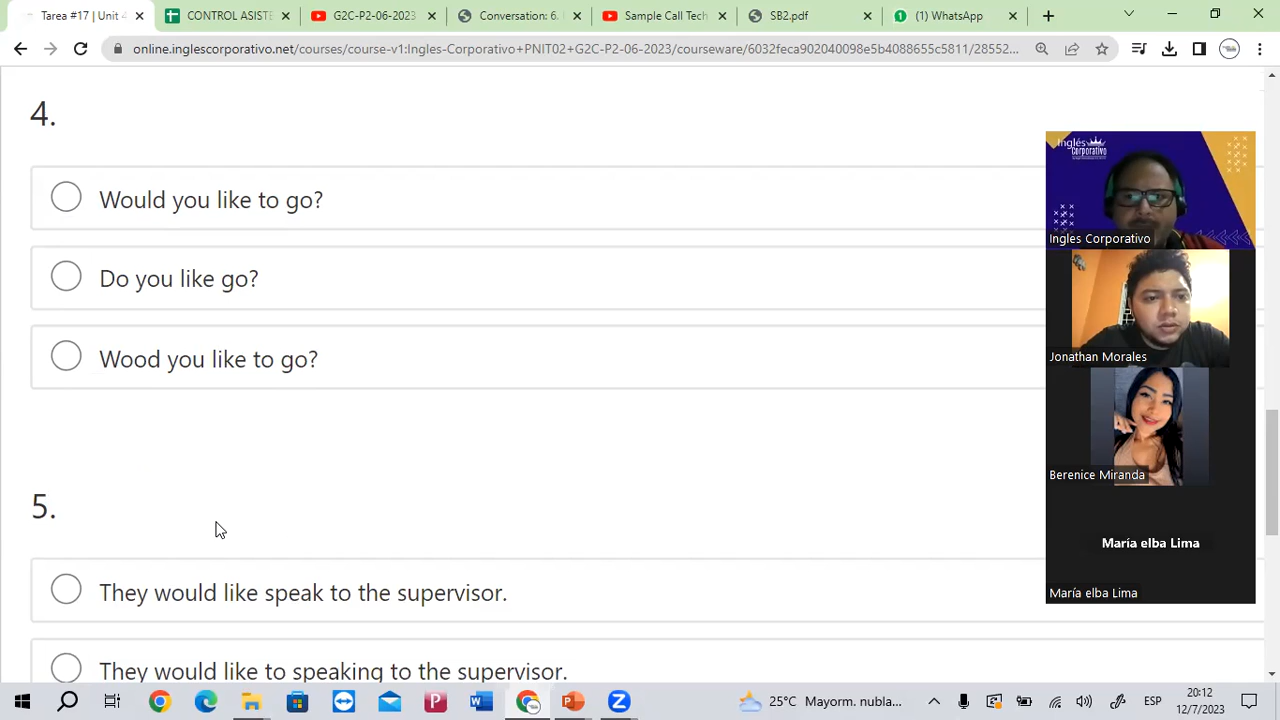 Tarea #17 | Unit 4
CONTROL ASISTE
G2C-P2-06-2023
Conversation: 6.
Sample Call Tech
SB2.pdf
(1) WhatsApp
online.inglescorporativo.net/courses/course-v1:Ingles-Corporativo+PNIT02+G2C-P2-06-2023/courseware/6032feca902040098e5b4088655c5811/28552...
4.
Would you like to go?
Do you like go?
Wood you like to go?
5.
They would like speak to the supervisor.
They would like to speaking to the supervisor.
Inglés
Corporativo
Ingles Corporativo
Jonathan Morales
Berenice Miranda
María elba Lima
María elba Lima
25°C Mayorm. nubla...
ESP
20:12
12/7/2023